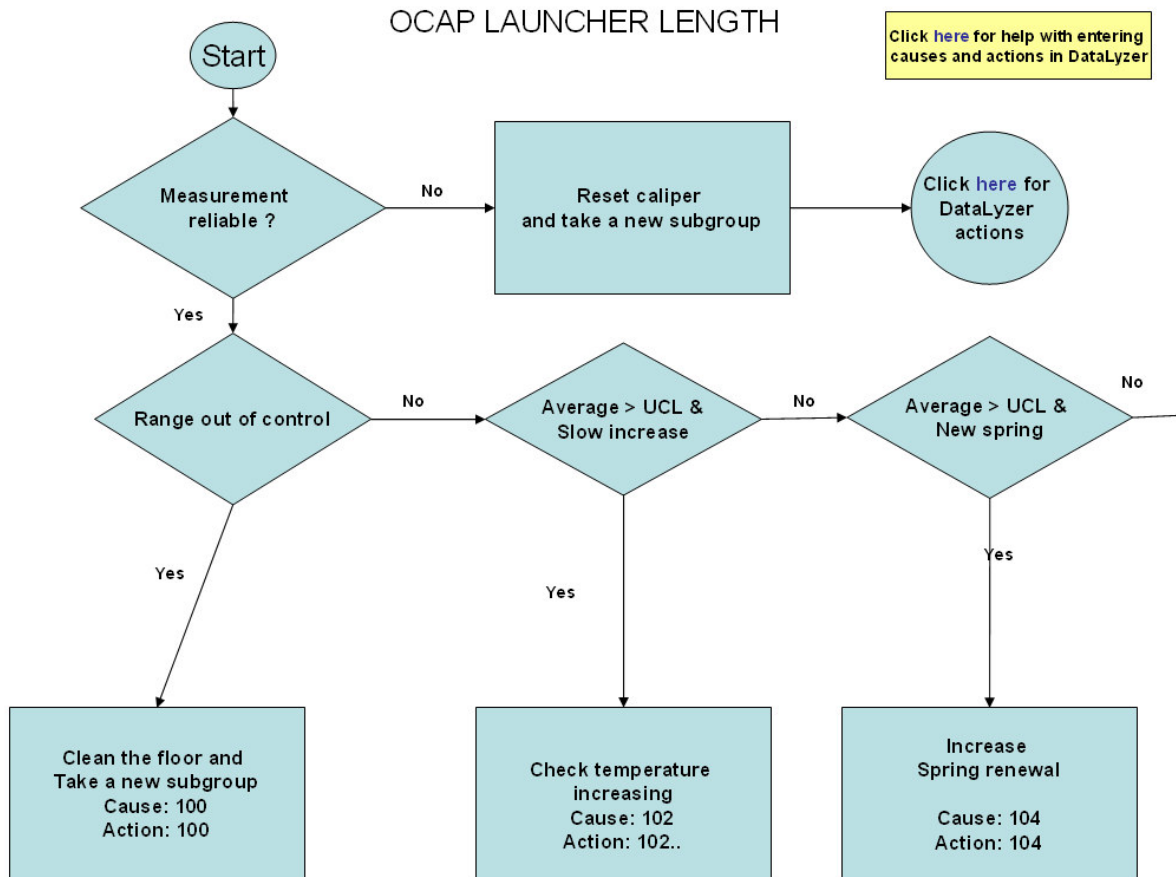 OCAP LAUNCHER LENGTH
Click here for help with entering
causes and actions in DataLyzer
Start
Measurement
reliable ?
No
Reset caliper
and take a new subgroup
Click here for
DataLyzer
actions
Yes
Range out of control
No
Average > UCL &
Slow increase
No
Average > UCL &
New spring
No
Yes
Yes
Yes
Clean the floor and
Take a new subgroup
Cause: 100
Action: 100
Check temperature
increasing
Cause: 102
Action: 102..
Increase
Spring renewal
Cause: 104
Action: 104